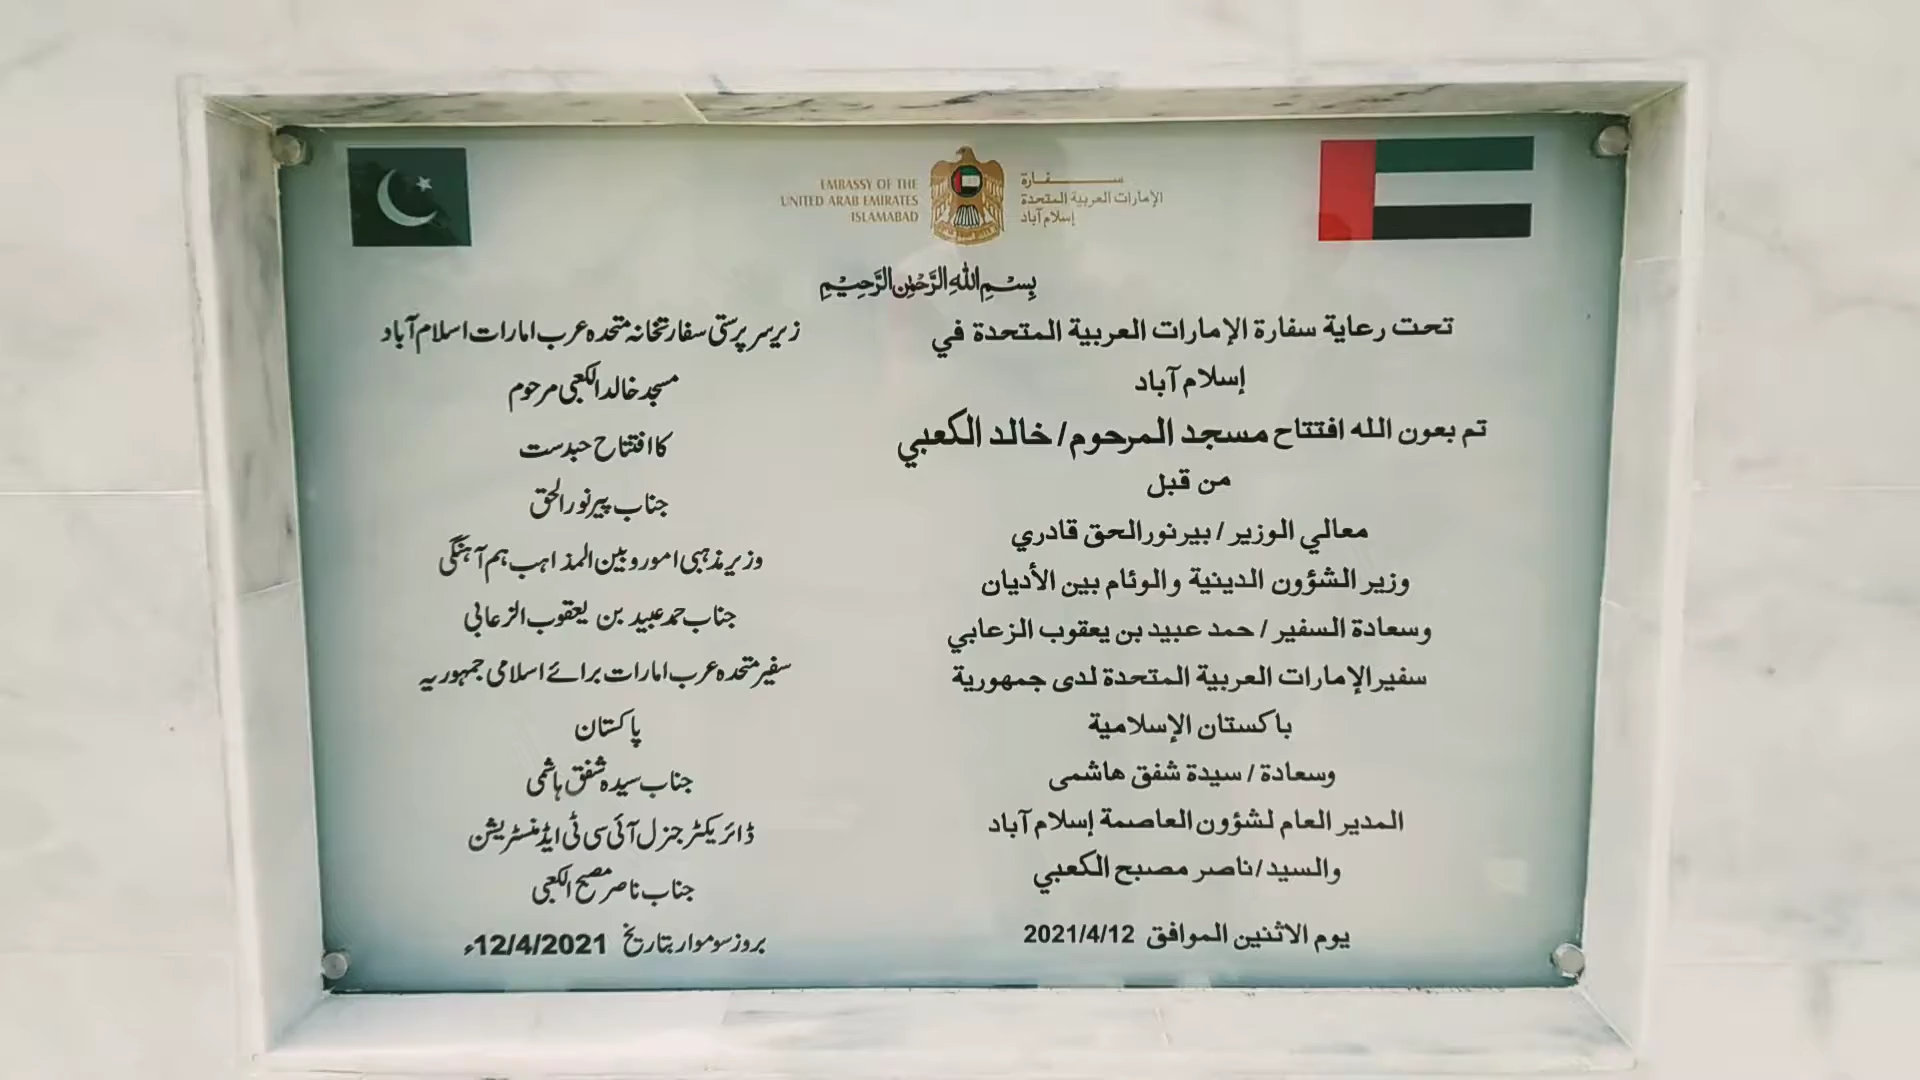 EMBASSY OF THE
UNITED ARAB EMIRATES
ISLAMABAD
سفارة
الإمارات العربية المتحدة
إسلام آباد
بِسْمِ اللهِ الرَّحْمٰنِ الرَّحِيْمِ
تحت رعاية سفارة الإمارات العربية المتحدة في
إسلام آباد
تم بعون الله افتتاح مسجد المرحوم/ خالد الكعبي
من قبل
معالي الوزير / بيرنورالحق قادري
وزير الشؤون الدينية والوئام بين الأديان
وسعادة السفير / حمد عبيد بن يعقوب الزعابي
سفيرالإمارات العربية المتحدة لدى جمهورية
باكستان الإسلامية
وسعادة / سيدة شفق هاشمى
المدير العام لشؤون العاصمة إسلام آباد
والسيد/ناصر مصبح الكعبي
يوم الاثنين الموافق 2021/4/12
زیر سرپرستی سفارتخانہ متحدہ عرب امارات اسلام آباد
مسجد خالد الکعبی مرحوم
کا افتتاح حبدست
جناب پیر نور الحق
وزیر مذہبی امور و بین المذاہب ہم آہنگی
جناب حمد عبید بن یعقوب الزعابی
سفیر متحدہ عرب امارات برائے اسلامی جمہوریہ
پاکستان
جناب سیدہ شفق ہاشمی
ڈائریکٹر جنرل آئی سی ٹی ایڈمنسٹریشن
جناب ناصر مصبح الکعبی
بروز سوموار بتاریخ 12/4/2021ء